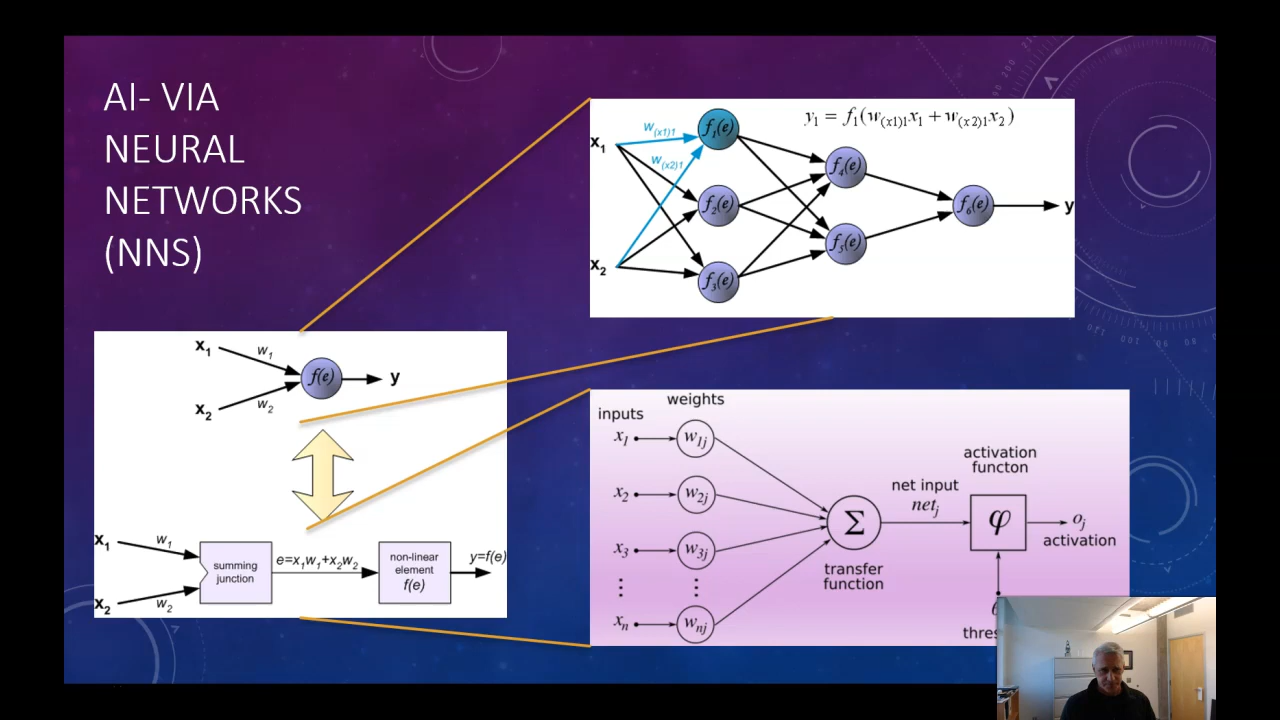 AI- VIA
NEURAL
NETWORKS
(NNS)
x₁
w₁
f(e)
y
x₂
w₂
x₁
w₁
summing
junction
e=x₁w₁+x₂w₂
non-linear
element
f(e)
y=f(e)
x₂
w₂
y₁ = f₁(w₍ₓ₁₎₁x₁ + w₍ₓ₂₎₁x₂)
x₁
w₍ₓ₁₎₁
w₍ₓ₂₎₁
f₁(e)
f₂(e)
f₃(e)
f₄(e)
f₅(e)
f₆(e)
y
x₂
inputs
weights
x₁
w₁ⱼ
x₂
w₂ⱼ
x₃
w₃ⱼ
xₙ
wₙⱼ
Σ
transfer
function
net input
netⱼ
activation
functon
φ
oⱼ
activation